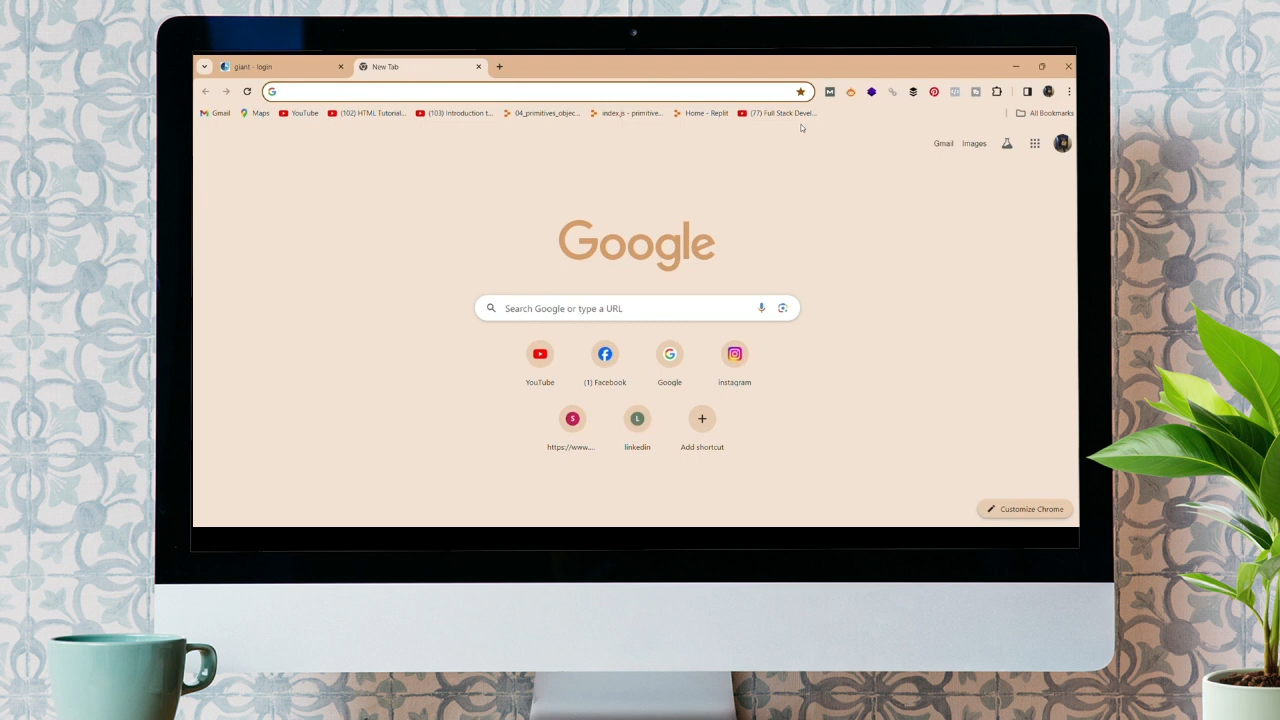 giant - login
New Tab
Gmail Maps YouTube (102) HTML Tutorial... (103) Introduction t... 04_primitives_objec... index.js - primitive... Home - Replit (77) Full Stack Devel... All Bookmarks
Gmail Images
Google
Search Google or type a URL
YouTube (1) Facebook Google instagram
S L
https://www.... linkedin Add shortcut
Customize Chrome